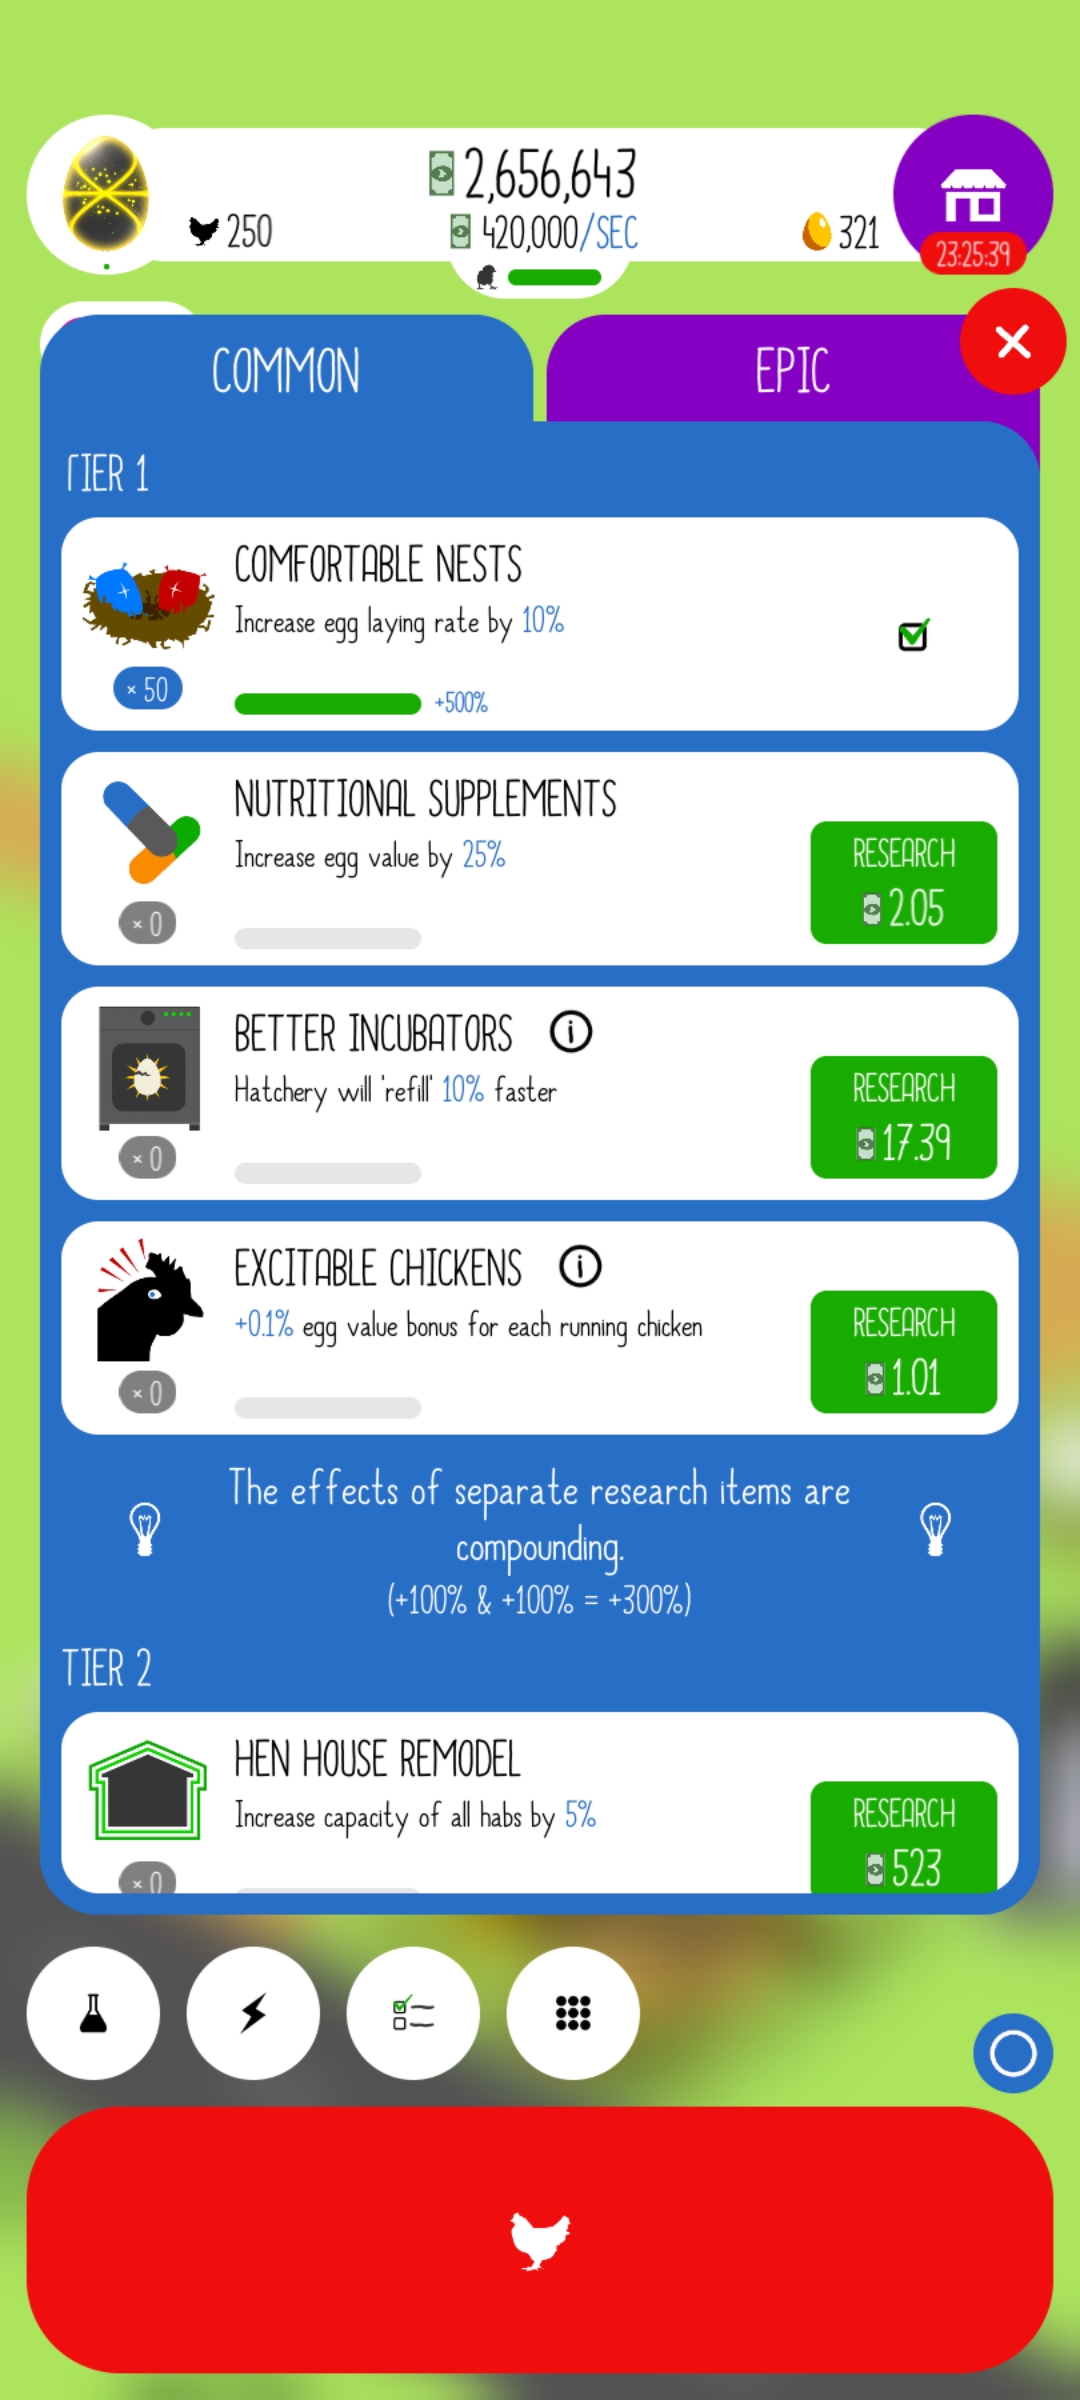 2,656,643
250
420,000/SEC
321
23:25:39
COMMON
EPIC
TIER 1
COMFORTABLE NESTS
Increase egg laying rate by 10%
× 50
+500%
NUTRITIONAL SUPPLEMENTS
Increase egg value by 25%
× 0
RESEARCH
2.05
BETTER INCUBATORS
i
Hatchery will 'refill' 10% faster
× 0
RESEARCH
17.39
EXCITABLE CHICKENS
i
+0.1% egg value bonus for each running chicken
× 0
RESEARCH
1.01
The effects of separate research items are
compounding.
(+100% & +100% = +300%)
TIER 2
HEN HOUSE REMODEL
Increase capacity of all habs by 5%
× 0
RESEARCH
523